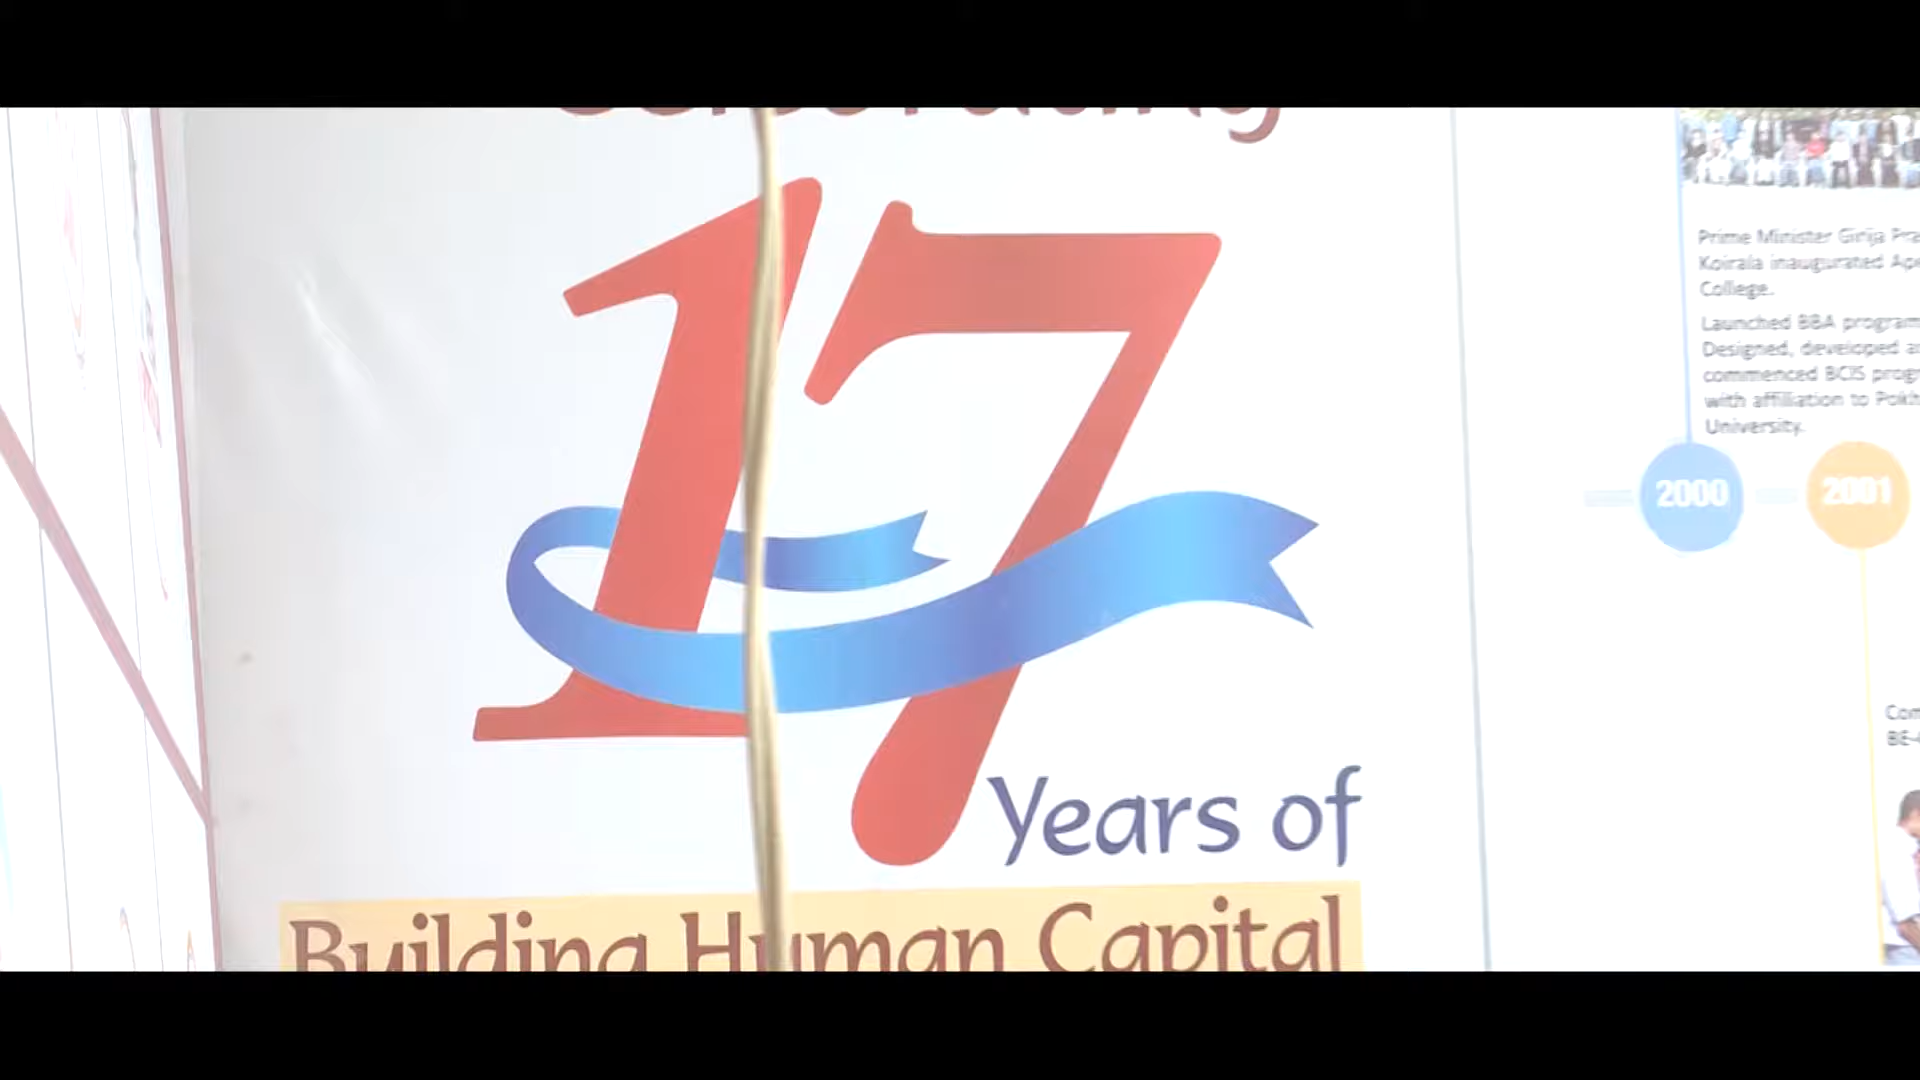 Celebrating
17
Years of
Building Human Capital
Prime Minister Girija
Koirala inaugurated
College.
Launched BBA program
Designed, developed
commenced BCIS
with affiliation to
University.
2000
2001